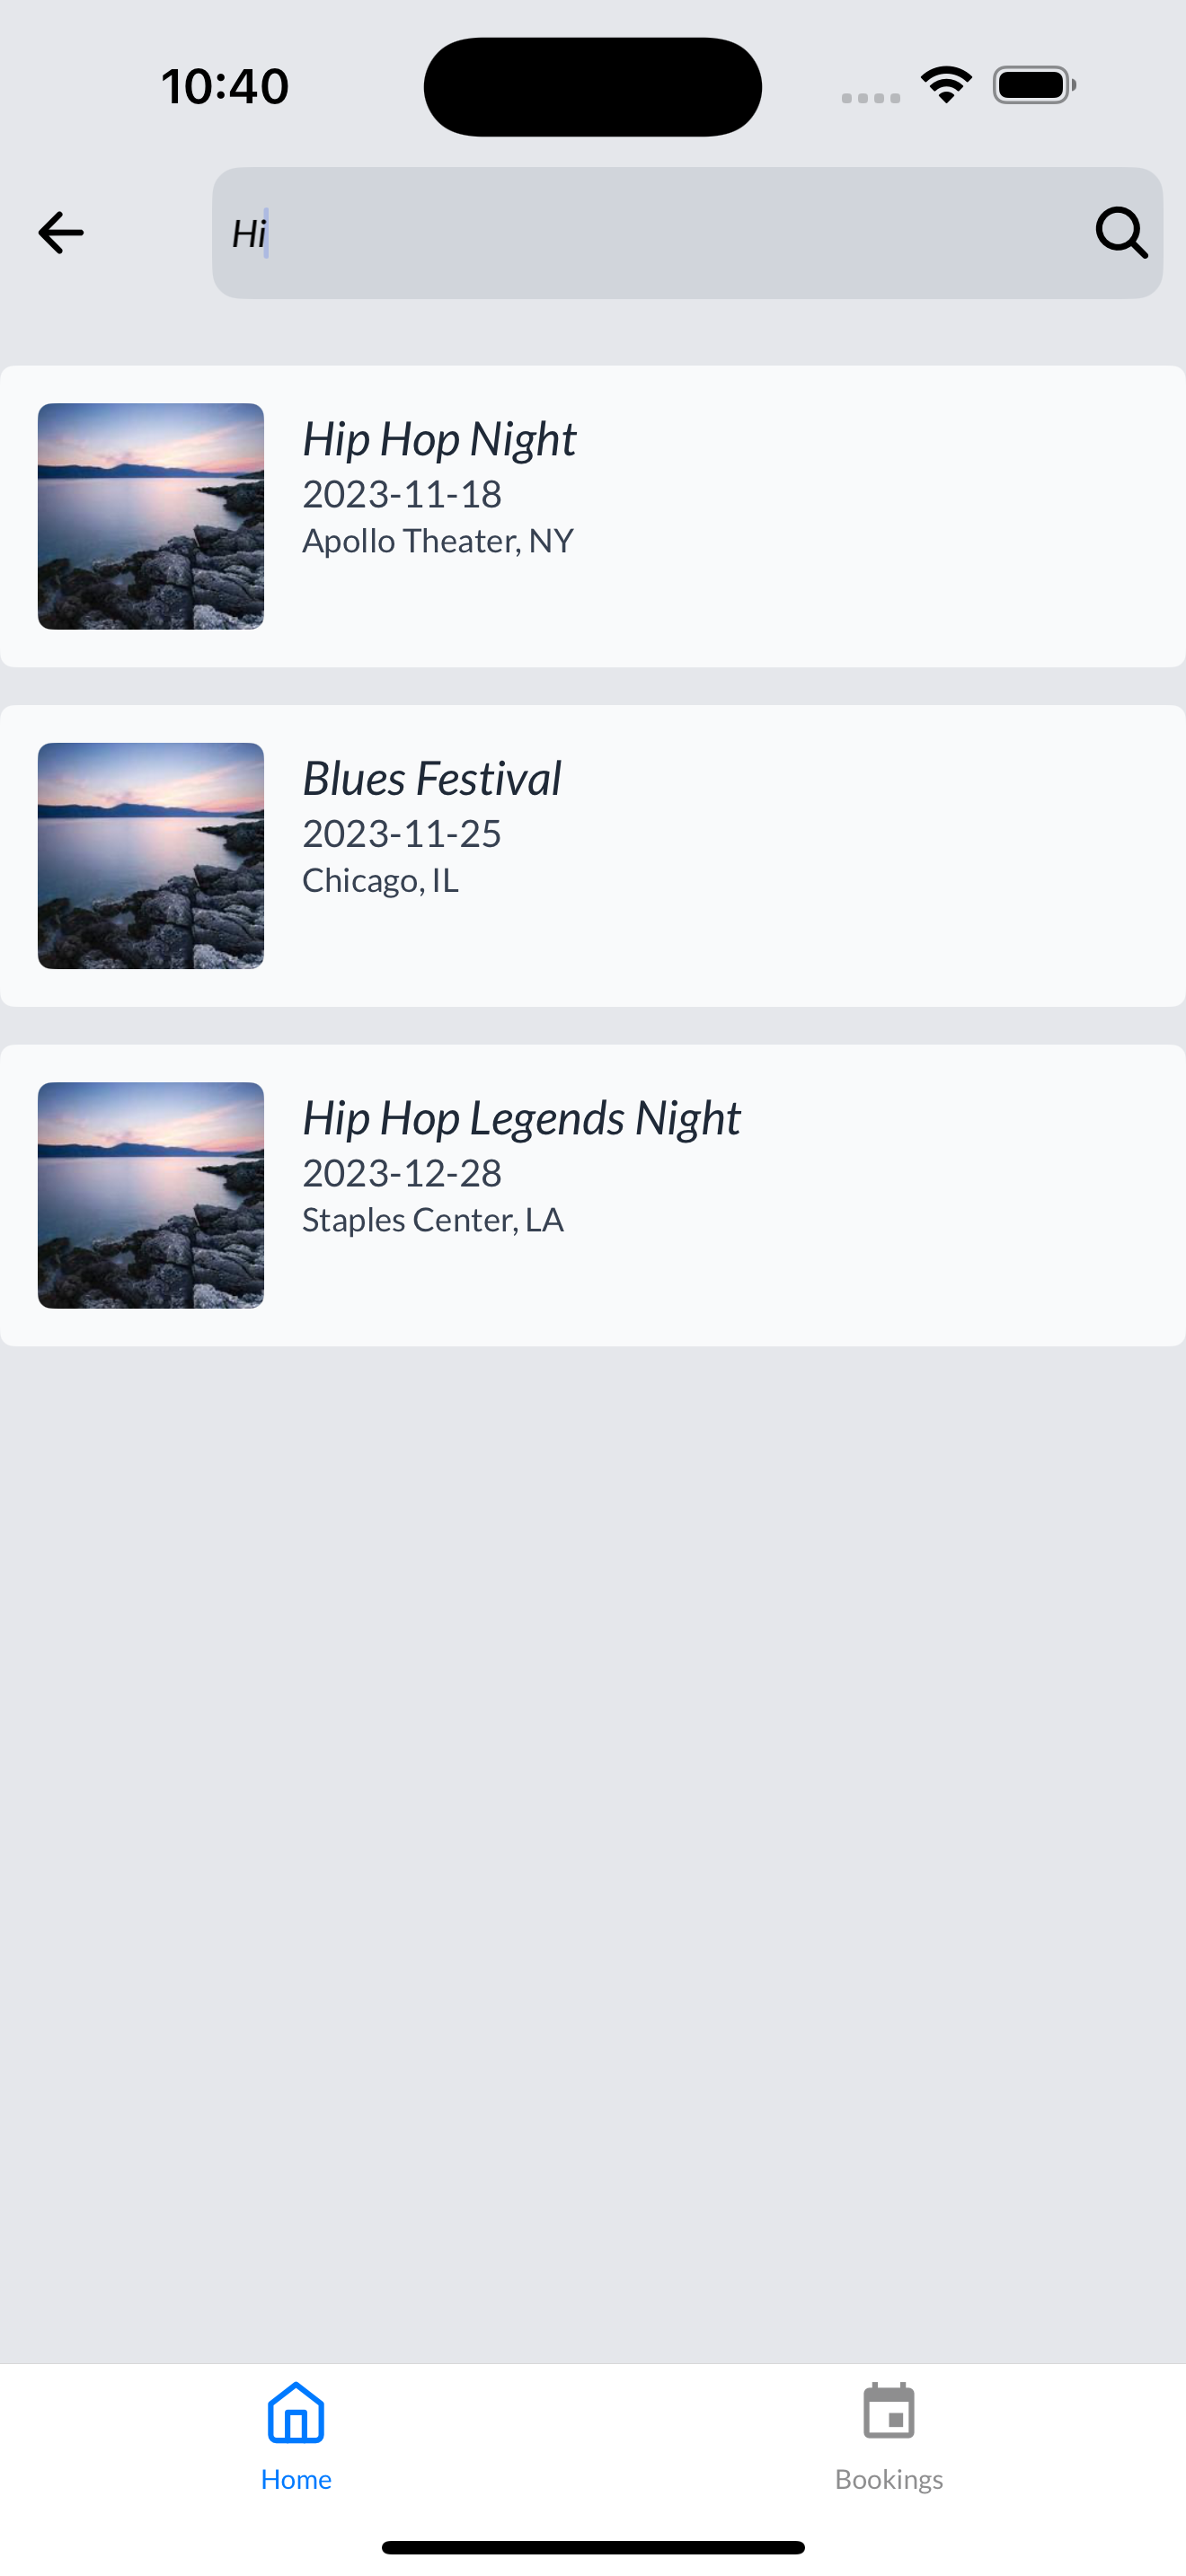 10:40
Hi
Hip Hop Night
2023-11-18
Apollo Theater, NY
Blues Festival
2023-11-25
Chicago, IL
Hip Hop Legends Night
2023-12-28
Staples Center, LA
Home
Bookings